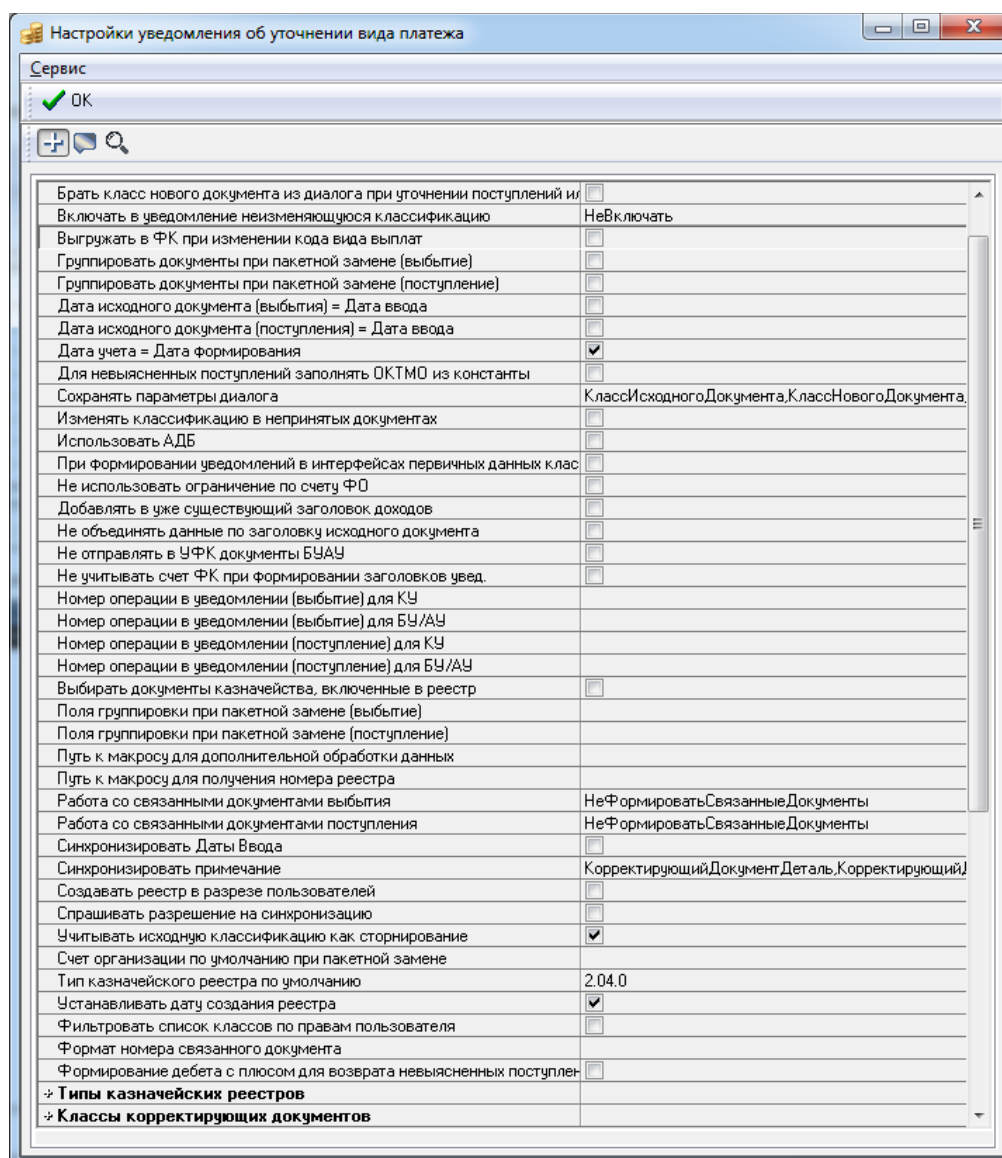 Настройки уведомления об уточнении вида платежа
Сервис
OK
Брать класс нового документа из диалога при уточнении поступлений ил
Включать в уведомление неизменяющуюся классификацию НеВключать
Выгружать в ФК при изменении кода вида выплат
Группировать документы при пакетной замене (выбытие)
Группировать документы при пакетной замене (поступление)
Дата исходного документа (выбытия) = Дата ввода
Дата исходного документа (поступления) = Дата ввода
Дата учета = Дата формирования
Для невыясненных поступлений заполнять ОКТМО из константы
Сохранять параметры диалога КлассИсходногоДокумента,КлассНовогоДокумента,
Изменять классификацию в непринятых документах
Использовать АДБ
При формировании уведомлений в интерфейсах первичных данных клас
Не использовать ограничение по счету ФО
Добавлять в уже существующий заголовок доходов
Не объединять данные по заголовку исходного документа
Не отправлять в УФК документы БУАУ
Не учитывать счет ФК при формировании заголовков увед.
Номер операции в уведомлении (выбытие) для КУ
Номер операции в уведомлении (выбытие) для БУ/АУ
Номер операции в уведомлении (поступление) для КУ
Номер операции в уведомлении (поступление) для БУ/АУ
Выбирать документы казначейства, включенные в реестр
Поля группировки при пакетной замене (выбытие)
Поля группировки при пакетной замене (поступление)
Путь к макросу для дополнительной обработки данных
Путь к макросу для получения номера реестра
Работа со связанными документами выбытия НеФормироватьСвязанныеДокументы
Работа со связанными документами поступления НеФормироватьСвязанныеДокументы
Синхронизировать Даты Ввода
Синхронизировать примечание КорректирующийДокументДеталь,Корректирующий
Создавать реестр в разрезе пользователей
Спрашивать разрешение на синхронизацию
Учитывать исходную классификацию как сторнирование
Счет организации по умолчанию при пакетной замене
Тип казначейского реестра по умолчанию 2.04.0
Устанавливать дату создания реестра
Фильтровать список классов по правам пользователя
Формат номера связанного документа
Формирование дебета с плюсом для возврата невыясненных поступлен
Типы казначейских реестров
Классы корректирующих документов